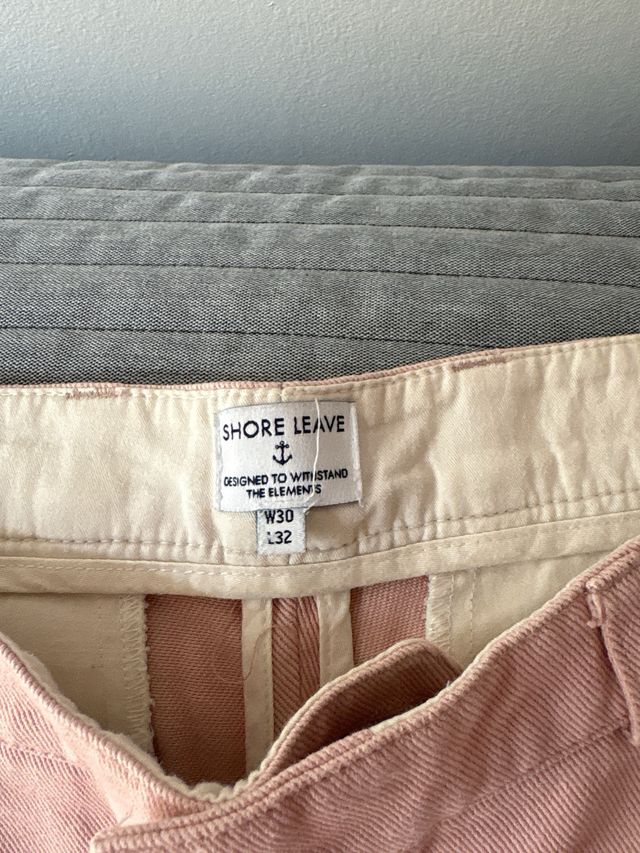 SHORE LEAVE
DESIGNED TO WITHSTAND
THE ELEMENTS
W30
L32